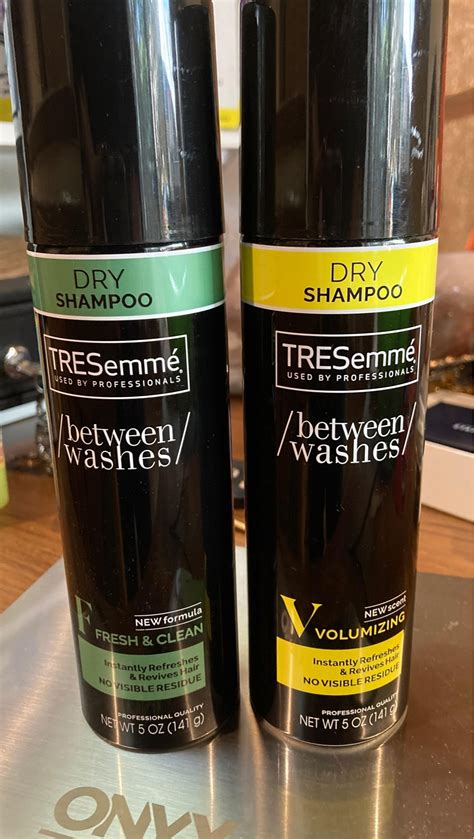 DRY
SHAMPOO
TRESemmé
USED BY PROFESSIONALS
/between
washes/
NEW formula
F FRESH & CLEAN
Instantly Refreshes
& Revives Hair
NO VISIBLE RESIDUE
PROFESSIONAL QUALITY
NET WT 5 OZ (141 g)
DRY
SHAMPOO
TRESemmé
USED BY PROFESSIONALS
/between
washes/
NEW scent
V VOLUMIZING
Instantly Refreshes
& Revives Hair
NO VISIBLE RESIDUE
PROFESSIONAL QUALITY
NET WT 5 OZ (141 g)
ONYX